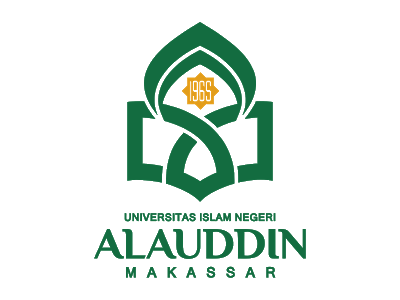 1965
UNIVERSITAS ISLAM NEGERI
ALAUDDIN
MAKASSAR